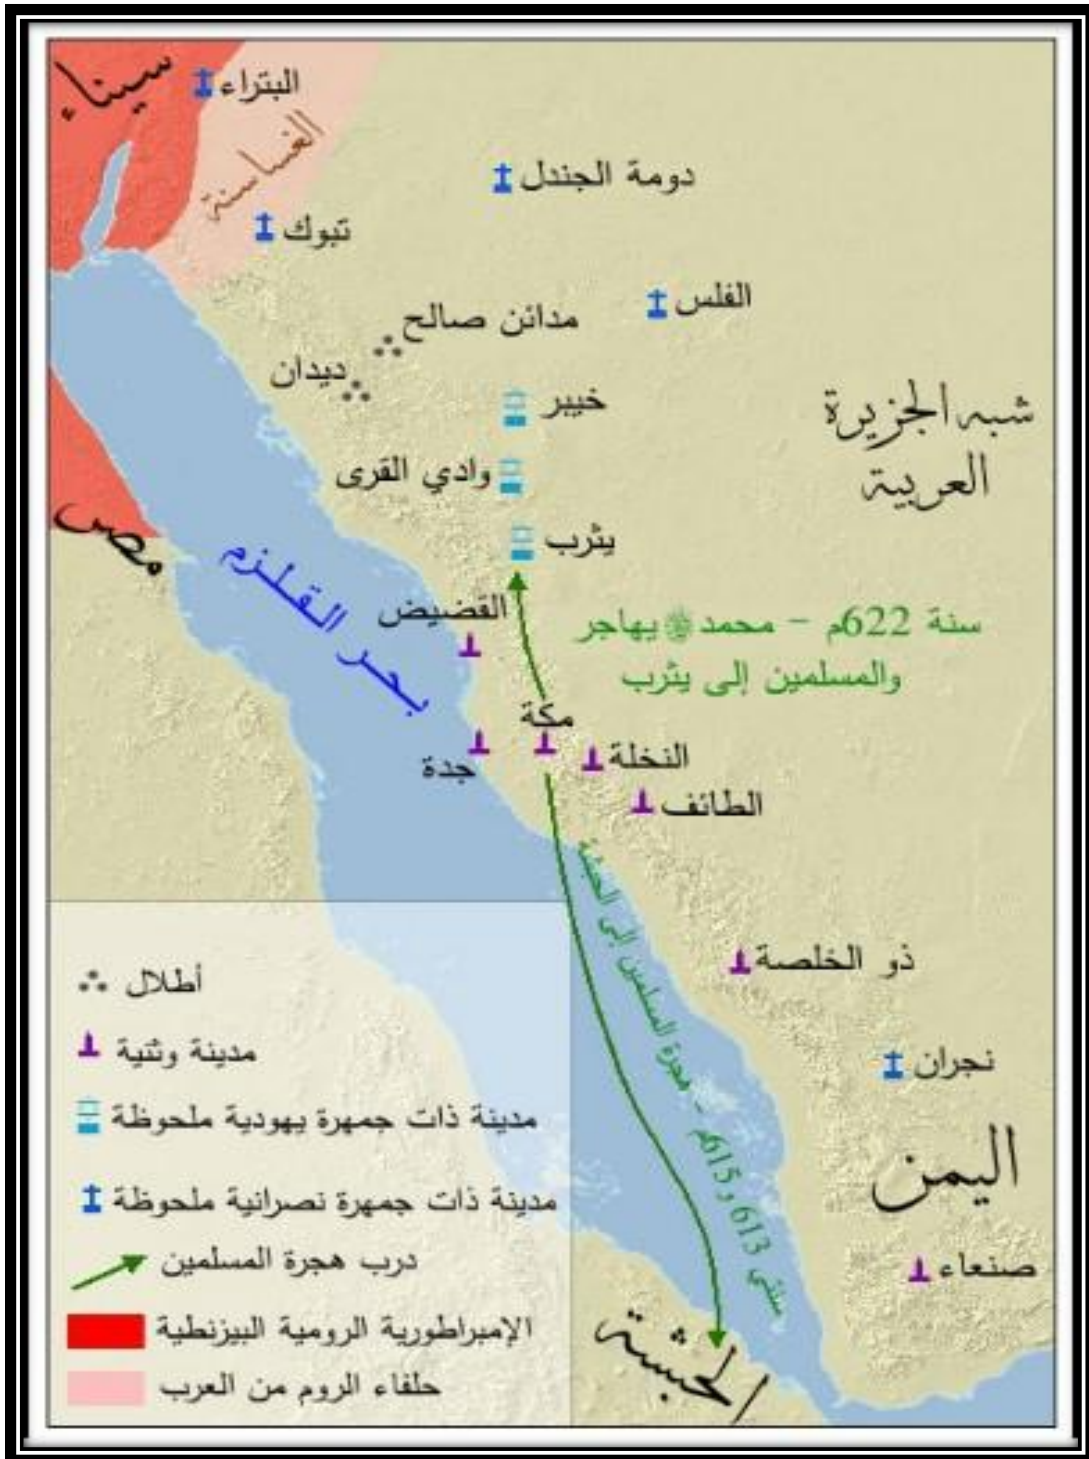 سيناء
البتراء
الغساسنة
دومة الجندل
تبوك
الفلس
مدائن صالح
ديدان
خيبر
شبه الجزيرة
العربية
وادي القرى
يثرب
مصر
بحر القلزم
القضيض
سنة 622م - محمد ﷺ يهاجر
والمسلمين إلى يثرب
مكة
جدة
النخلة
الطائف
سنتي 613 و615م - هجرة المسلمين إلى الحبشة
ذو الخلصة
نجران
اليمن
صنعاء
الحبشة
أطلال
مدينة وثنية
مدينة ذات جمهرة يهودية ملحوظة
مدينة ذات جمهرة نصرانية ملحوظة
درب هجرة المسلمين
الإمبراطورية الرومية البيزنطية
حلفاء الروم من العرب